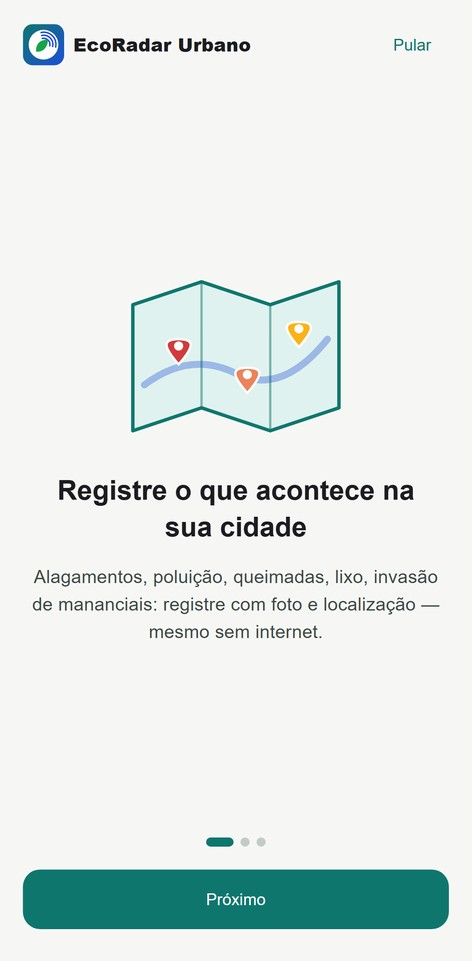 EcoRadar Urbano
Pular
Registre o que acontece na
sua cidade
Alagamentos, poluição, queimadas, lixo, invasão
de mananciais: registre com foto e localização —
mesmo sem internet.
Próximo